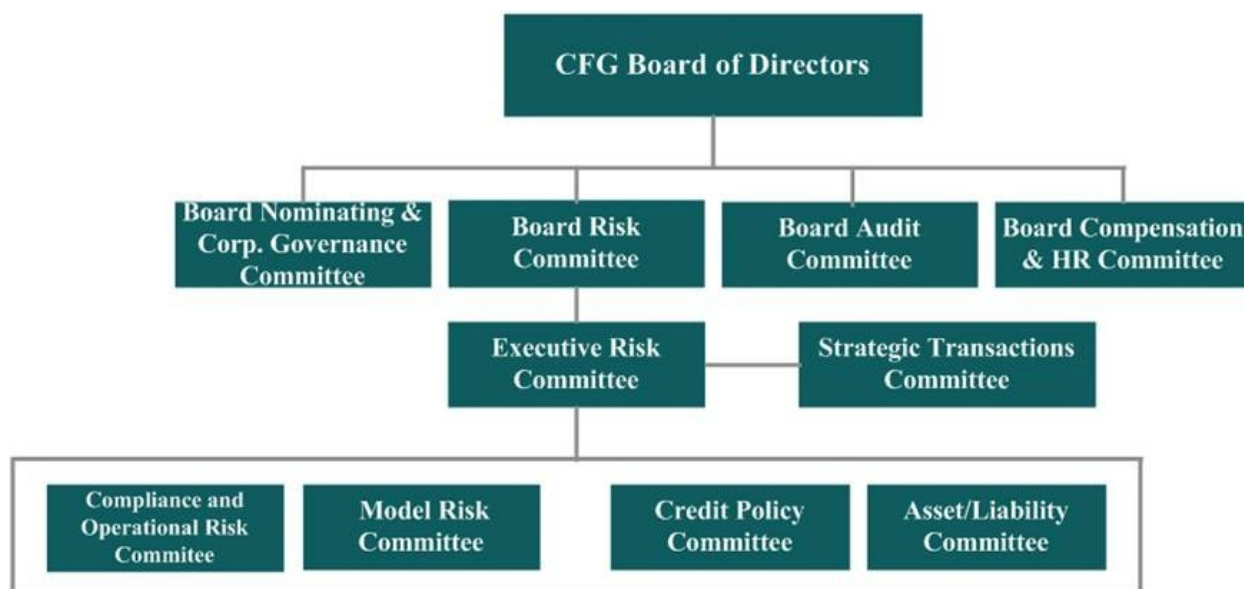 CFG Board of Directors
Board Nominating &
Corp. Governance
Committee
Board Risk
Committee
Board Audit
Committee
Board Compensation
& HR Committee
Executive Risk
Committee
Strategic Transactions
Committee
Compliance and
Operational Risk
Commitee
Model Risk
Committee
Credit Policy
Committee
Asset/Liability
Committee